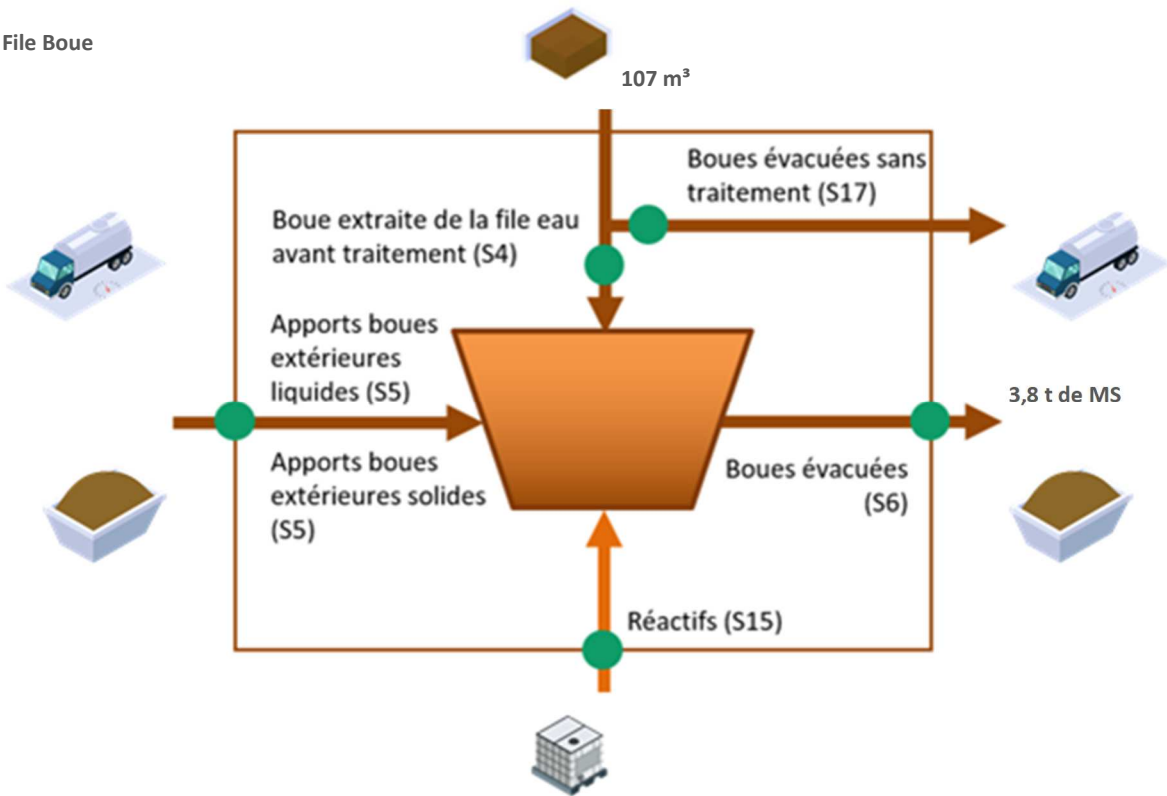 File Boue
107 m³
Boues évacuées sans
traitement (S17)
Boue extraite de la file eau
avant traitement (S4)
Apports boues
extérieures
liquides (S5)
3,8 t de MS
Apports boues
extérieures solides
(S5)
Boues évacuées
(S6)
Réactifs (S15)